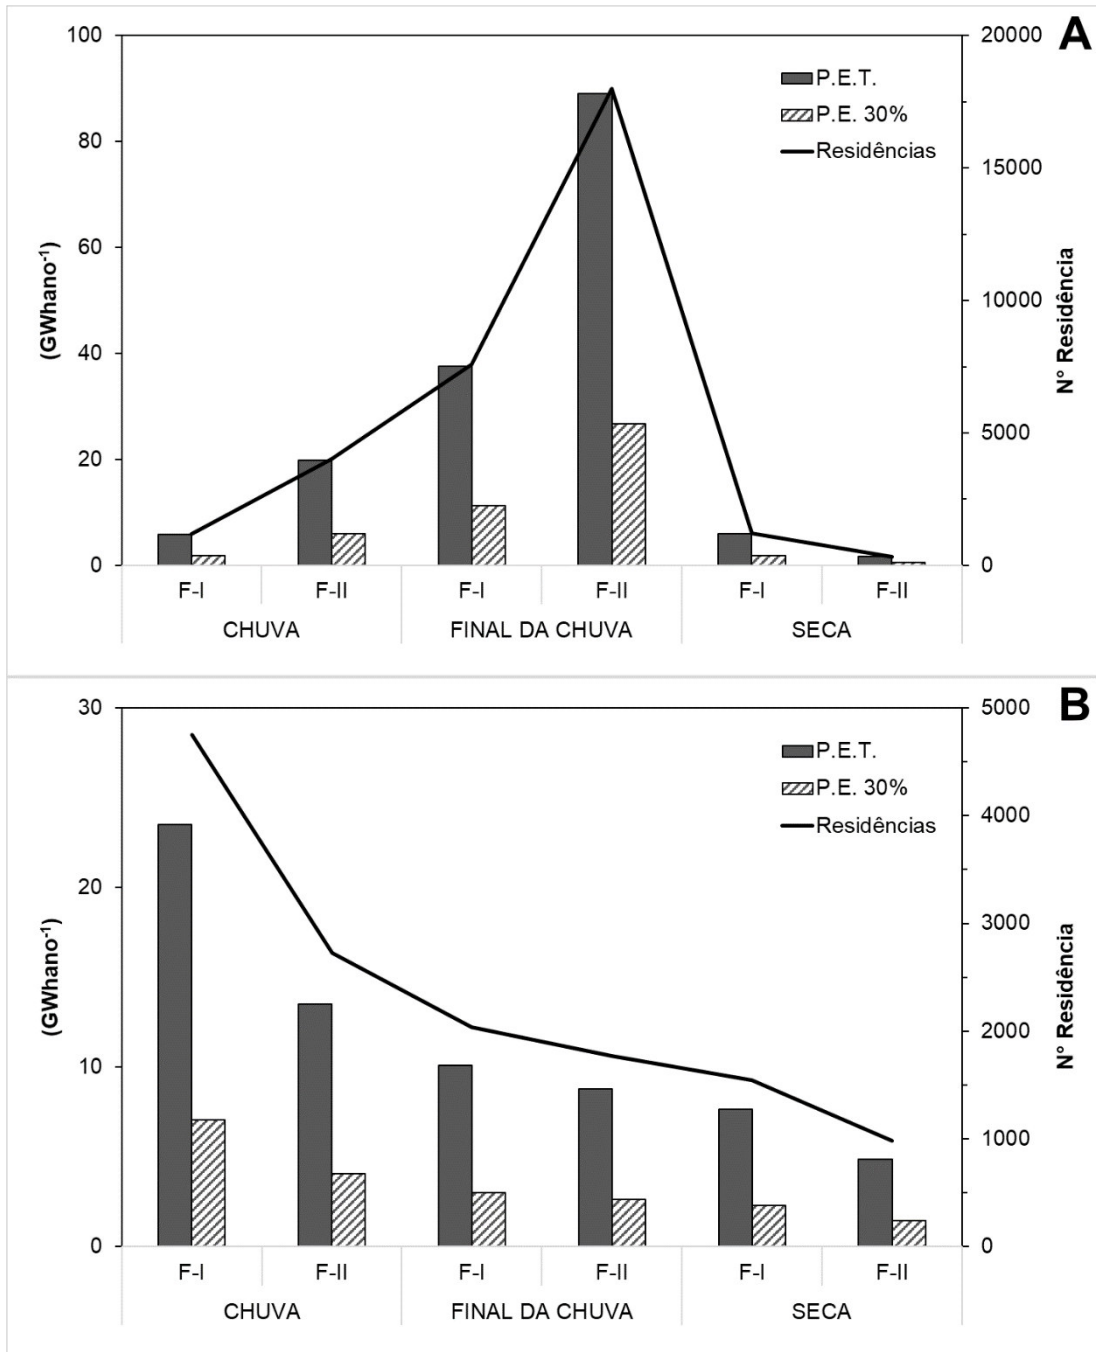 A
100
80
60
40
20
0
(GWhano⁻¹)
20000
15000
10000
5000
0
N° Residência
P.E.T.
P.E. 30%
Residências
F-I F-II F-I F-II F-I F-II
CHUVA FINAL DA CHUVA SECA
B
30
20
10
0
(GWhano⁻¹)
5000
4000
3000
2000
1000
0
N° Residência
P.E.T.
P.E. 30%
Residências
F-I F-II F-I F-II F-I F-II
CHUVA FINAL DA CHUVA SECA